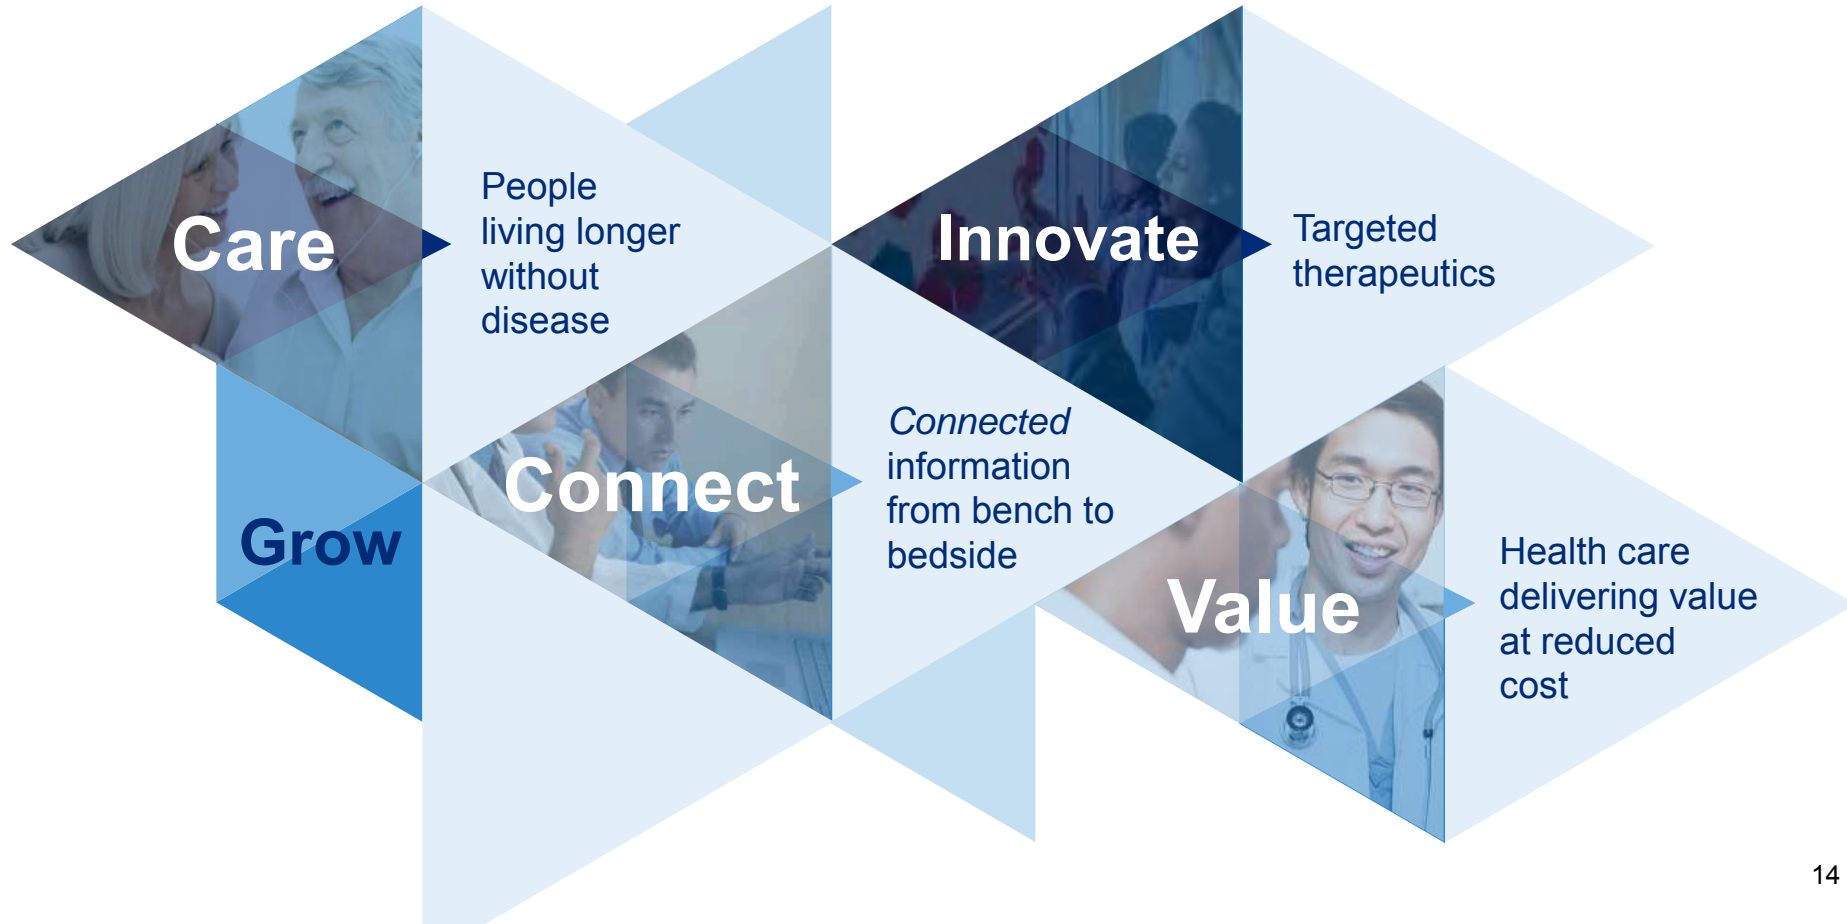 Care
People
living longer
without
disease
Innovate
Targeted
therapeutics
Grow
Connect
Connected
information
from bench to
bedside
Value
Health care
delivering value
at reduced
cost
14